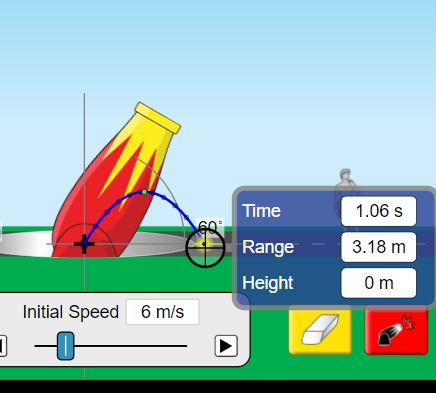 60°
Time 1.06 s
Range 3.18 m
Height 0 m
Initial Speed 6 m/s